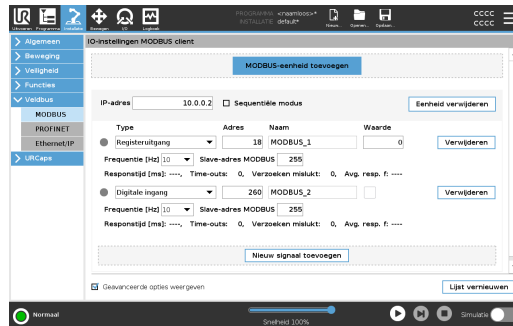 PROGRAMMA <naamloos>*
INSTALLATIE default*
Uitvoeren Programma Installatie Bewegen I/O Logboek Nieuw... Openen... Opslaan...
CCCC
CCCC
Algemeen
Beweging
Veiligheid
Functies
Veldbus
MODBUS
PROFINET
Ethernet/IP
URCaps
IO-instellingen MODBUS client
MODBUS-eenheid toevoegen
IP-adres 10.0.0.2 Sequentiële modus Eenheid verwijderen
Type Adres Naam Waarde
Registeruitgang 18 MODBUS_1 0 Verwijderen
Frequentie [Hz] 10 Slave-adres MODBUS 255
Responstijd [ms]: ----, Time-outs: 0, Verzoeken mislukt: 0, Avg. resp. f: ----
Digitale ingang 260 MODBUS_2 Verwijderen
Frequentie [Hz] 10 Slave-adres MODBUS 255
Responstijd [ms]: ----, Time-outs: 0, Verzoeken mislukt: 0, Avg. resp. f: ----
Nieuw signaal toevoegen
Geavanceerde opties weergeven Lijst vernieuwen
Normaal
Snelheid 100%
Simulatie